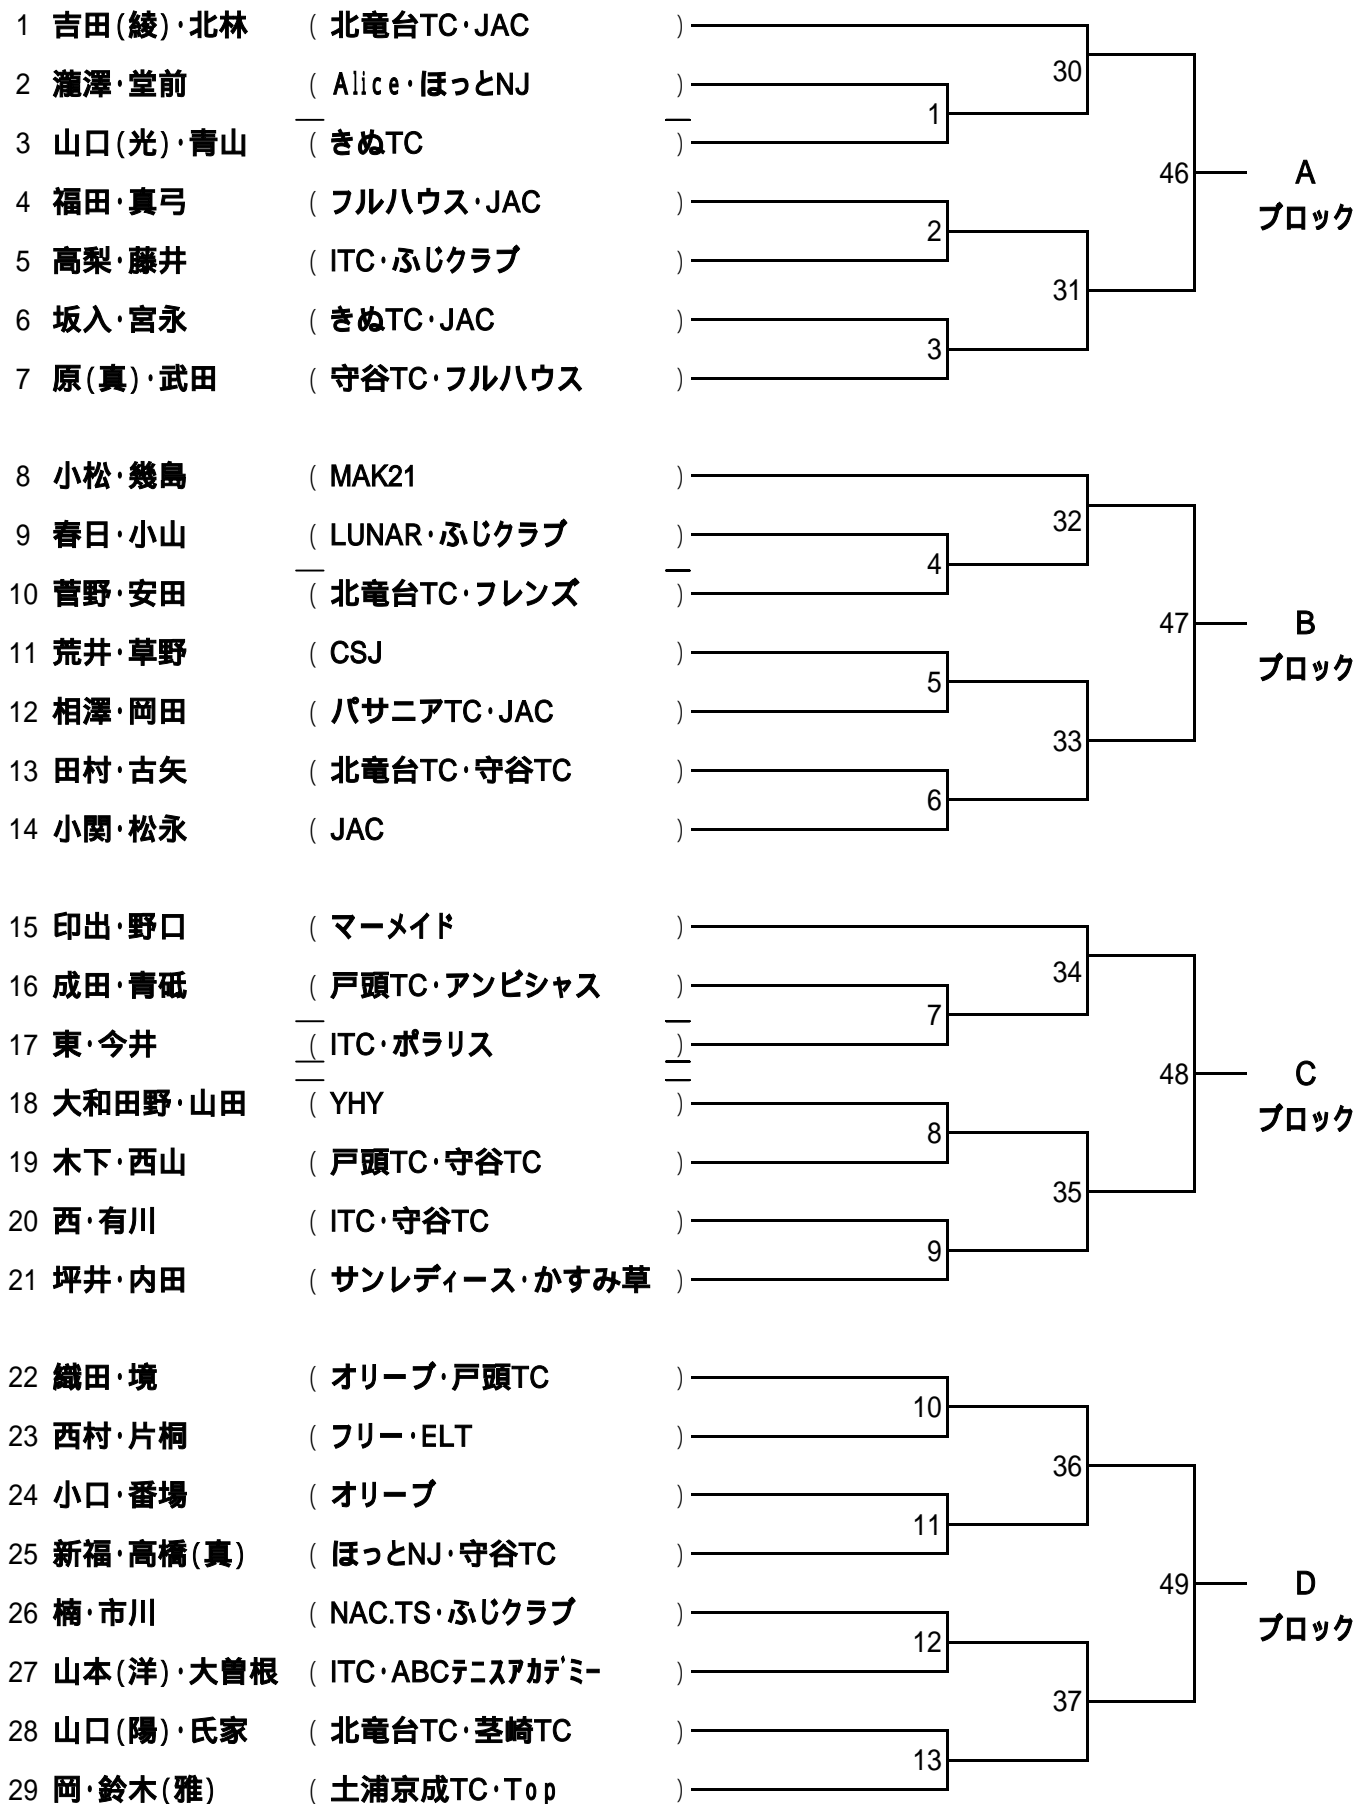 1 吉田(綾)・北林 ( 北竜台TC・JAC )
30
2 瀧澤・堂前 ( Alice・ほっとNJ )
1
3 山口(光)・青山 ( きぬTC )
46 A
4 福田・真弓 ( フルハウス・JAC )
ブロック
2
5 高梨・藤井 ( ITC・ふじクラブ )
31
6 坂入・宮永 ( きぬTC・JAC )
3
7 原(真)・武田 ( 守谷TC・フルハウス )
8 小松・幾島 ( MAK21 )
32
9 春日・小山 ( LUNAR・ふじクラブ )
4
10 菅野・安田 ( 北竜台TC・フレンズ )
47 B
11 荒井・草野 ( CSJ )
ブロック
5
12 相澤・岡田 ( パサニアTC・JAC )
33
13 田村・古矢 ( 北竜台TC・守谷TC )
6
14 小関・松永 ( JAC )
15 印出・野口 ( マーメイド )
34
16 成田・青砥 ( 戸頭TC・アンビシャス )
7
17 東・今井 ( ITC・ポラリス )
48 C
18 大和田野・山田 ( YHY )
ブロック
8
19 木下・西山 ( 戸頭TC・守谷TC )
35
20 西・有川 ( ITC・守谷TC )
9
21 坪井・内田 ( サンレディース・かすみ草 )
22 織田・境 ( オリーブ・戸頭TC )
10
23 西村・片桐 ( フリー・ELT )
36
24 小口・番場 ( オリーブ )
11
25 新福・高橋(真) ( ほっとNJ・守谷TC )
49 D
26 楠・市川 ( NAC.TS・ふじクラブ )
ブロック
12
27 山本(洋)・大曽根 ( ITC・ABCテニスアカデミー
37
28 山口(陽)・氏家 ( 北竜台TC・茎崎TC )
13
29 岡・鈴木(雅) ( 土浦京成TC・Top )